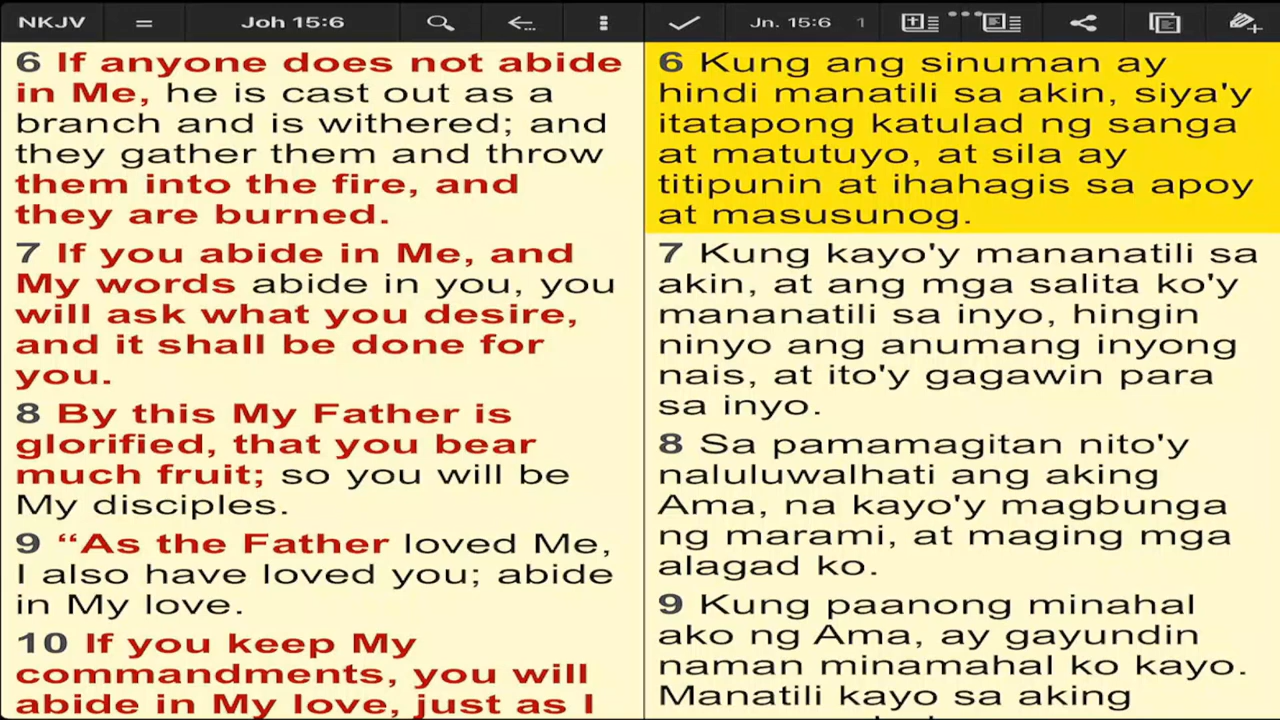 NKJV = Joh 15:6
6 If anyone does not abide
in Me, he is cast out as a
branch and is withered; and
they gather them and throw
them into the fire, and
they are burned.
7 If you abide in Me, and
My words abide in you, you
will ask what you desire,
and it shall be done for
you.
8 By this My Father is
glorified, that you bear
much fruit; so you will be
My disciples.
9 “As the Father loved Me,
I also have loved you; abide
in My love.
10 If you keep My
commandments, you will
abide in My love, just as I
Jn. 15:6 1
6 Kung ang sinuman ay
hindi manatili sa akin, siya'y
itatapong katulad ng sanga
at matutuyo, at sila ay
titipunin at ihahagis sa apoy
at masusunog.
7 Kung kayo'y mananatili sa
akin, at ang mga salita ko'y
mananatili sa inyo, hingin
ninyo ang anumang inyong
nais, at ito'y gagawin para
sa inyo.
8 Sa pamamagitan nito'y
naluluwalhati ang aking
Ama, na kayo'y magbunga
ng marami, at maging mga
alagad ko.
9 Kung paanong minahal
ako ng Ama, ay gayundin
naman minamahal ko kayo.
Manatili kayo sa aking